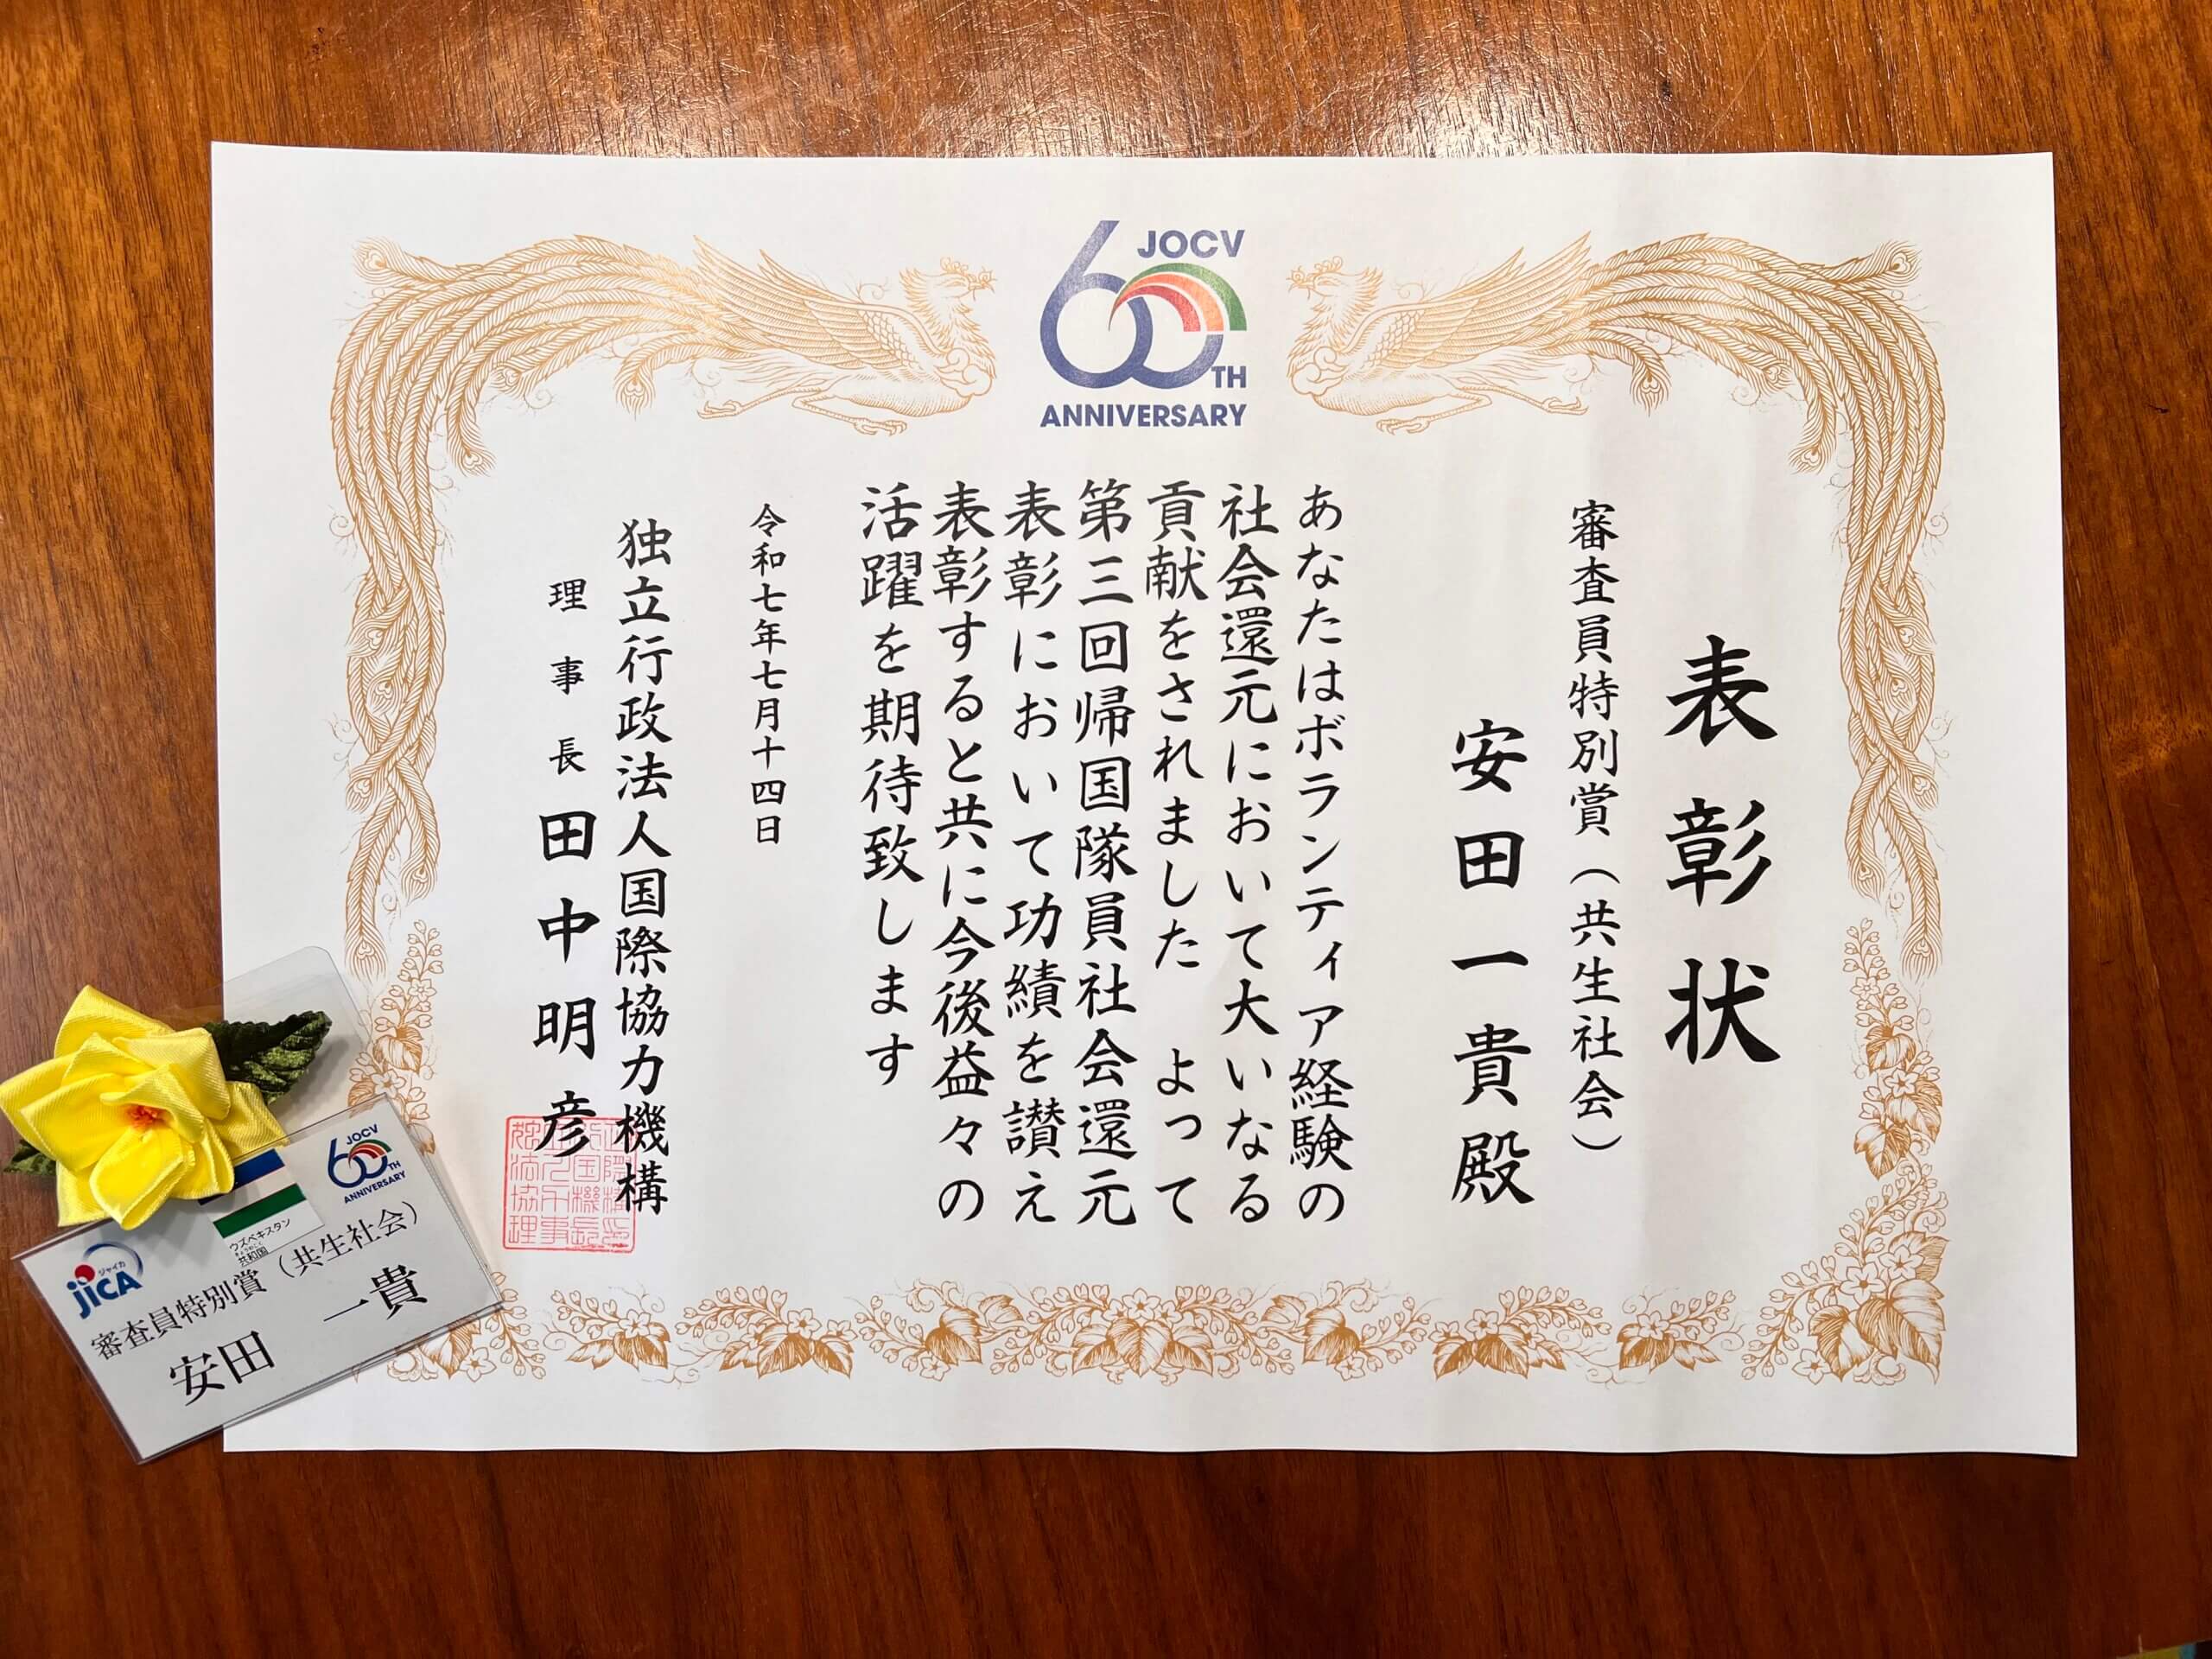 JOCV
60TH
ANNIVERSARY
表彰状
審査員特別賞（共生社会）
安田一貴殿
あなたはボランティア経験の
社会還元において大いなる
貢献をされました　よって
第三回帰国隊員社会還元
表彰において功績を讃え
表彰すると共に今後益々の
活躍を期待致します
令和七年七月十四日
独立行政法人国際協力機構
理事長　田中明彦
JOCV
60TH
ANNIVERSARY
ウズベキスタン
共和国
ジャイカ
JICA
審査員特別賞（共生社会）
安田　一貴